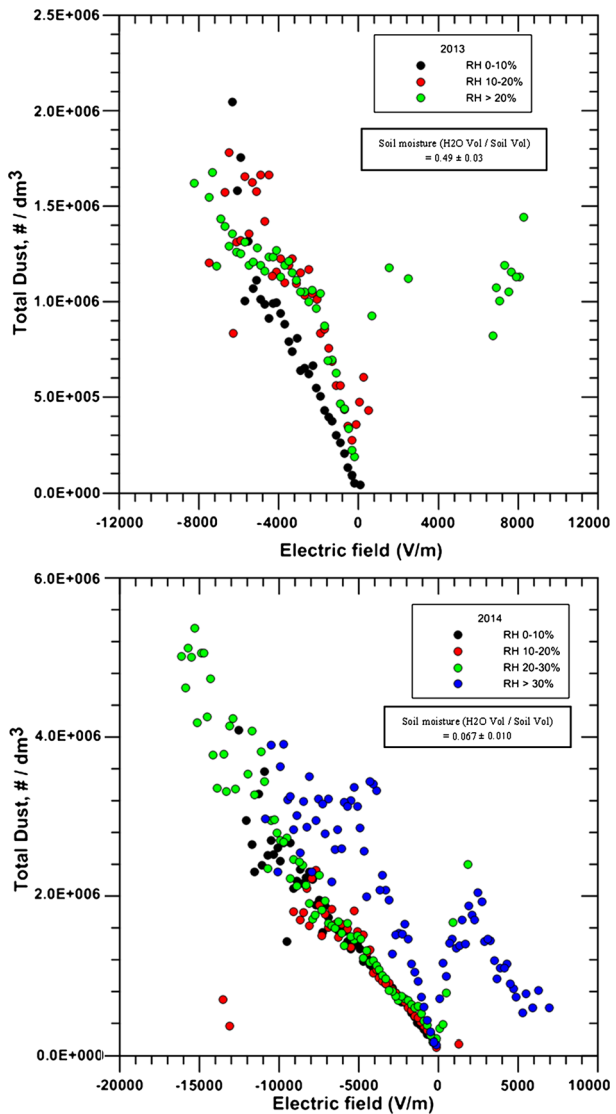 2.5E+006
2.0E+006
1.5E+006
1.0E+006
5.0E+005
0.0E+000
Total Dust, # / dm3
2013
RH 0-10%
RH 10-20%
RH > 20%
Soil moisture (H2O Vol / Soil Vol)
= 0.49 ± 0.03
-12000 -8000 -4000 0 4000 8000 12000
Electric field (V/m)
6.0E+006
4.0E+006
2.0E+006
0.0E+000
Total Dust, # / dm3
2014
RH 0-10%
RH 10-20%
RH 20-30%
RH > 30%
Soil moisture (H2O Vol / Soil Vol)
= 0.067 ± 0.010
-20000 -15000 -10000 -5000 0 5000 10000
Electric field (V/m)